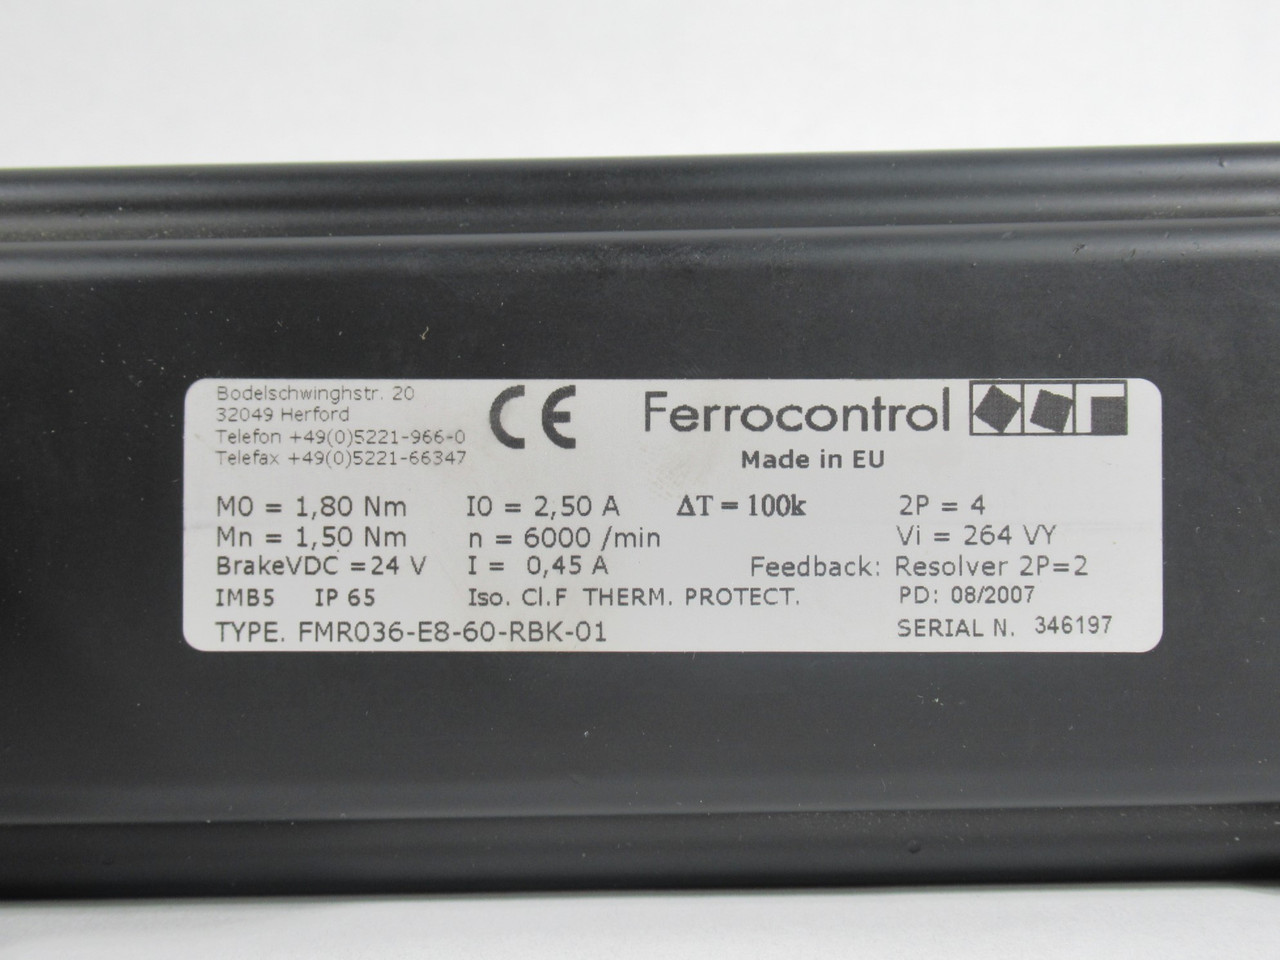 Bodelschwinghstr. 20
32049 Herford
Telefon +49(0)5221-966-0
Telefax +49(0)5221-66347
CE
Ferrocontrol
Made in EU
M0 = 1,80 Nm I0 = 2,50 A ΔT = 100k 2P = 4
Mn = 1,50 Nm n = 6000 /min Vi = 264 VY
BrakeVDC =24 V I = 0,45 A Feedback: Resolver 2P=2
IMB5 IP 65 Iso. Cl.F THERM. PROTECT. PD: 08/2007
TYPE. FMR036-E8-60-RBK-01 SERIAL N. 346197